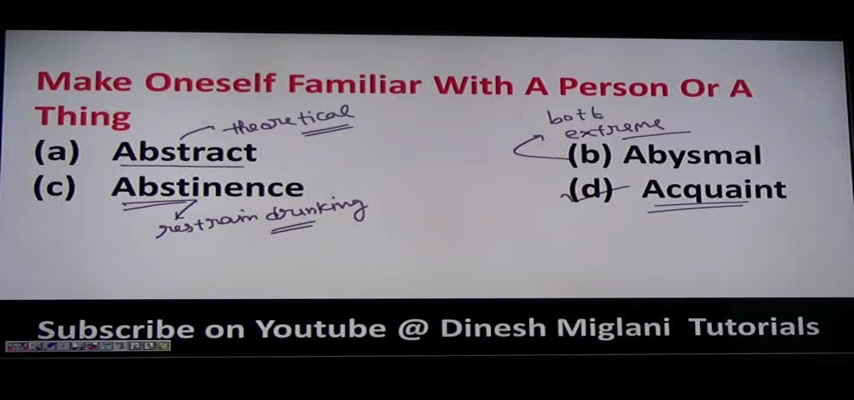 Make Oneself Familiar With A Person Or A
Thing
theoretical
both
extreme
(a) Abstract
(b) Abysmal
(c) Abstinence
(d) Acquaint
restrain drunking
Subscribe on Youtube @ Dinesh Miglani Tutorials